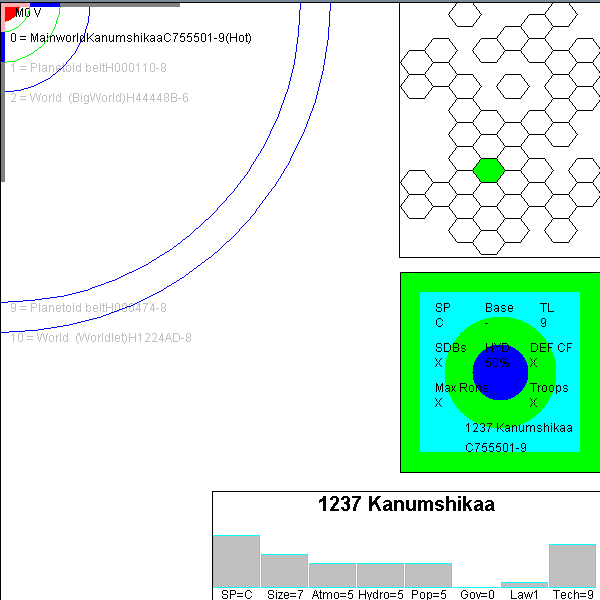 M0 V
0 = MainworldKanumshikaaC755501-9(Hot)
1 = Planetoid beltH000110-8
2 = World  (BigWorld)H44448B-6
9 = Planetoid beltH000474-8
10 = World  (Worldlet)H1224AD-8
SP Base TL
C - 9
SDBs HYD DEF CF
X 50% X
Max Rons Troops
X X
1237 Kanumshikaa
C755501-9
1237 Kanumshikaa
SP=C Size=7 Atmo=5 Hydro=5 Pop=5 Gov=0 Law1 Tech=9